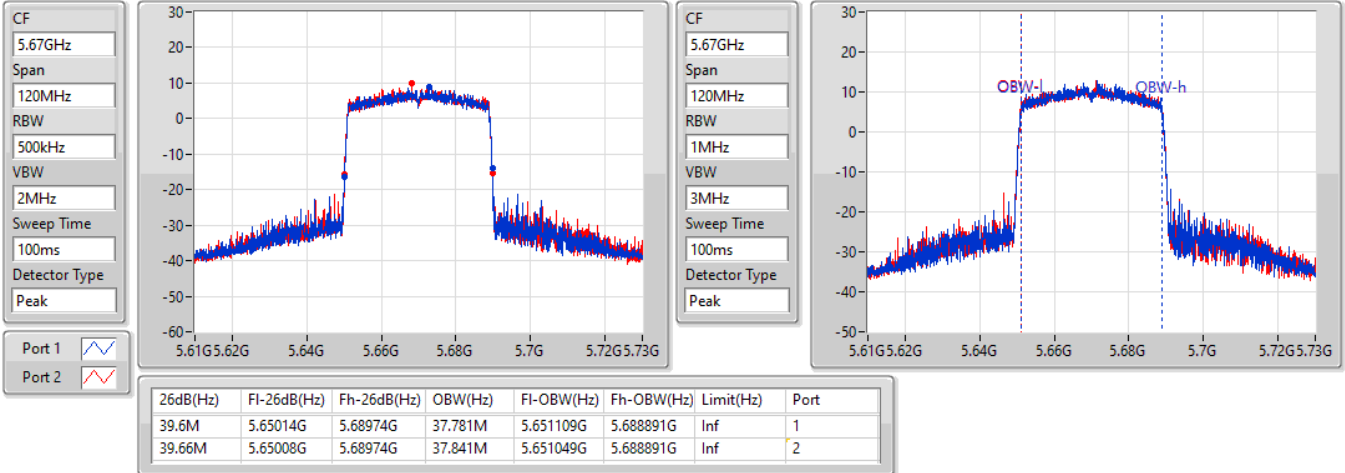 CF
5.67GHz
Span
120MHz
RBW
500kHz
VBW
2MHz
Sweep Time
100ms
Detector Type
Peak
Port 1
Port 2
30
20
10
0
-10
-20
-30
-40
-50
-60
5.61G 5.62G 5.64G 5.66G 5.68G 5.7G 5.72G 5.73G
CF
5.67GHz
Span
120MHz
RBW
1MHz
VBW
3MHz
Sweep Time
100ms
Detector Type
Peak
30
20
10
0
-10
-20
-30
-40
-50
OBW-l OBW-h
5.61G 5.62G 5.64G 5.66G 5.68G 5.7G 5.72G 5.73G
26dB(Hz) Fl-26dB(Hz) Fh-26dB(Hz) OBW(Hz) Fl-OBW(Hz) Fh-OBW(Hz) Limit(Hz) Port
39.6M 5.65014G 5.68974G 37.781M 5.651109G 5.688891G Inf 1
39.66M 5.65008G 5.68974G 37.841M 5.651049G 5.688891G Inf 2